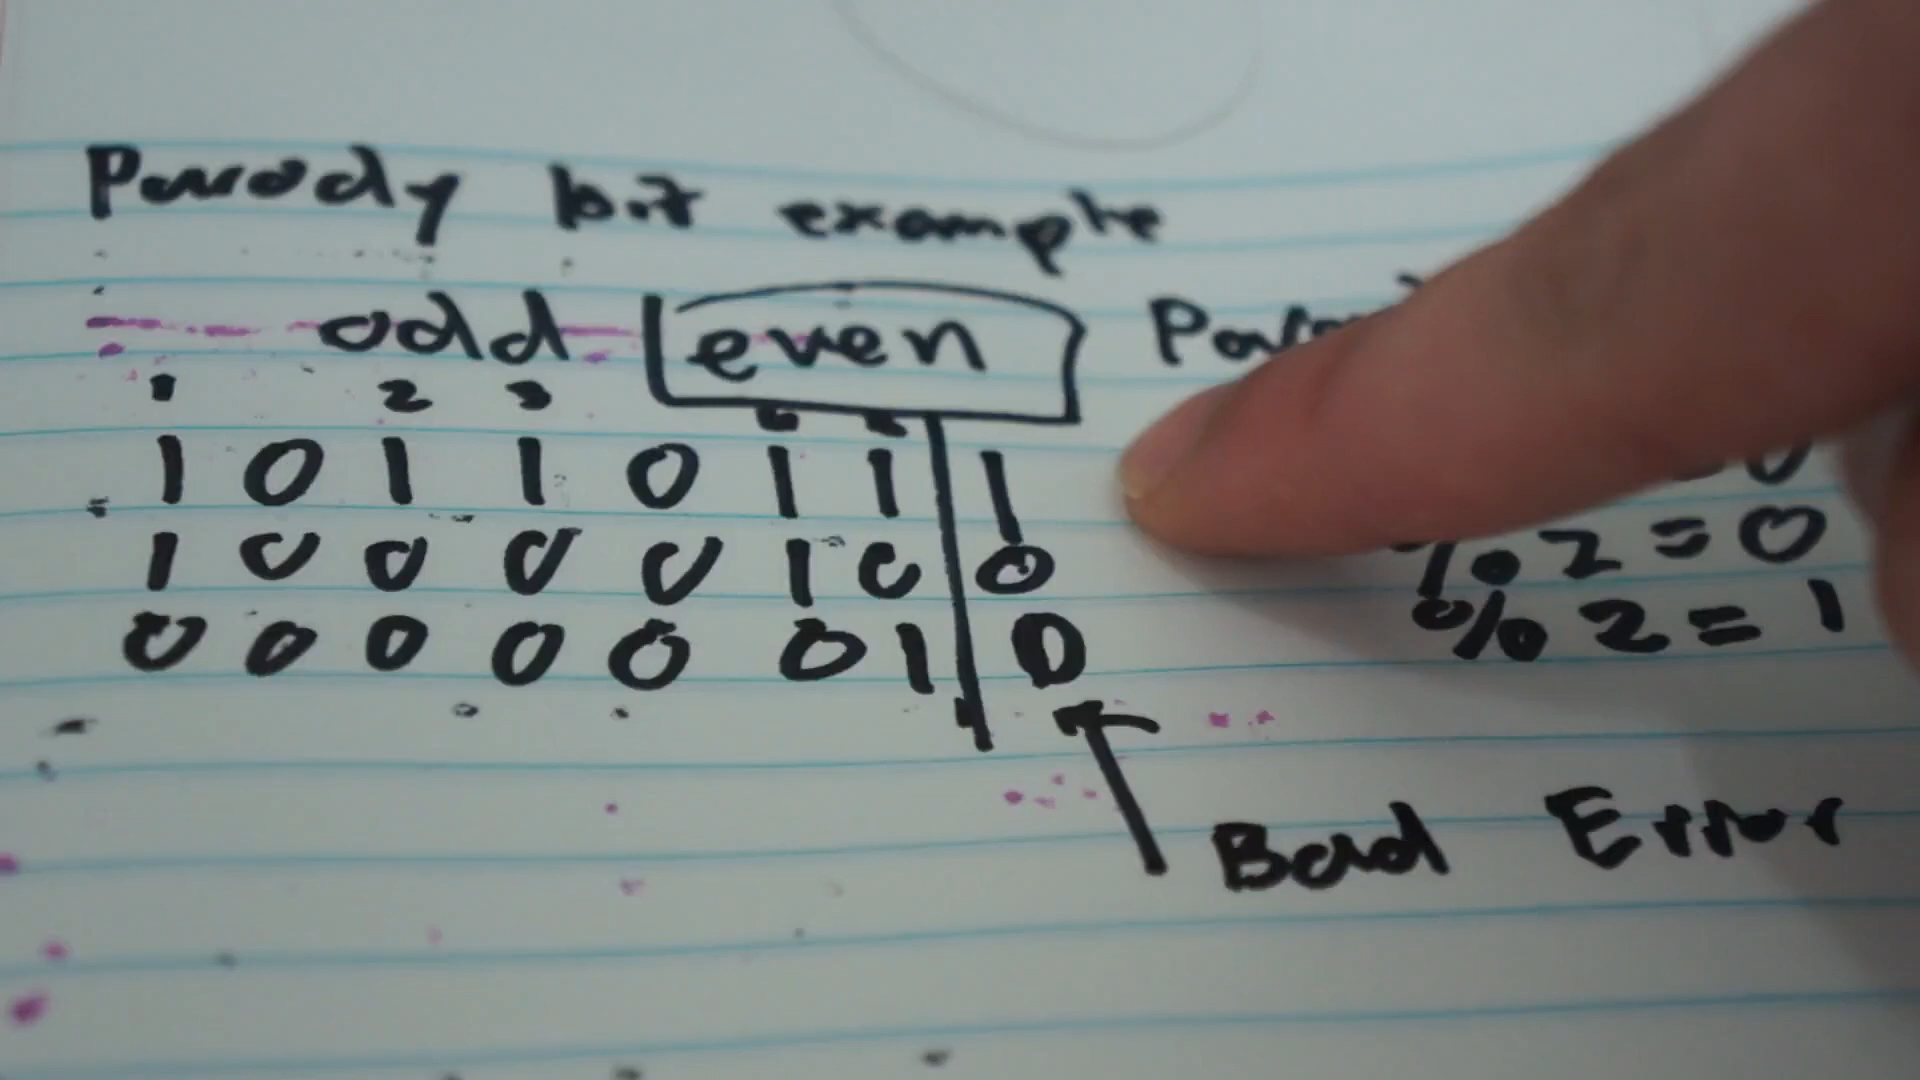 Parody bit example
odd even
1 2 3
1 0 1 1 0 1 1 1
1 0 0 0 0 1 0 0 % 2 = 0
0 0 0 0 0 0 1 0 % 2 = 1
Bad Error